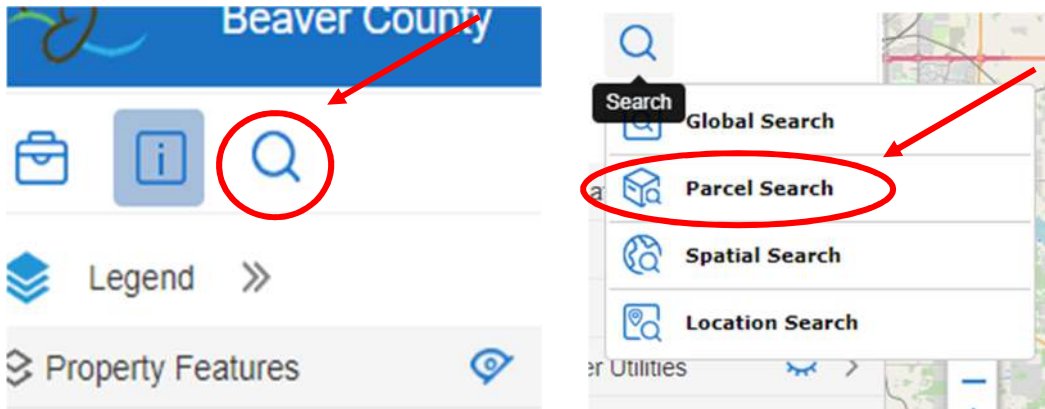 Beaver County
Legend
Property Features
Search
Global Search
Parcel Search
Spatial Search
Location Search
er Utilities